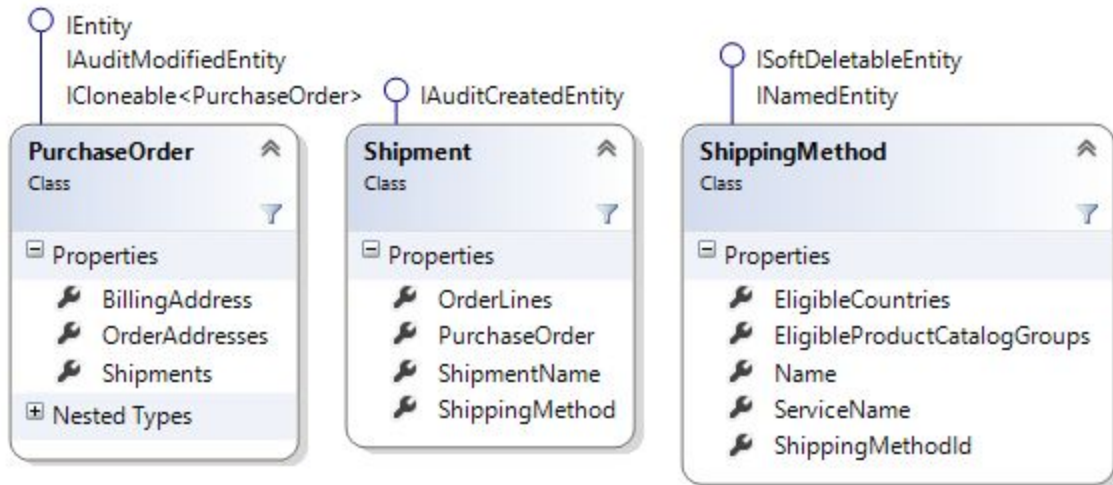 IEntity
IAuditModifiedEntity
ICloneable<PurchaseOrder>
PurchaseOrder
Class
Properties
BillingAddress
OrderAddresses
Shipments
Nested Types
IAuditCreatedEntity
Shipment
Class
Properties
OrderLines
PurchaseOrder
ShipmentName
ShippingMethod
ISoftDeletableEntity
INamedEntity
ShippingMethod
Class
Properties
EligibleCountries
EligibleProductCatalogGroups
Name
ServiceName
ShippingMethodId